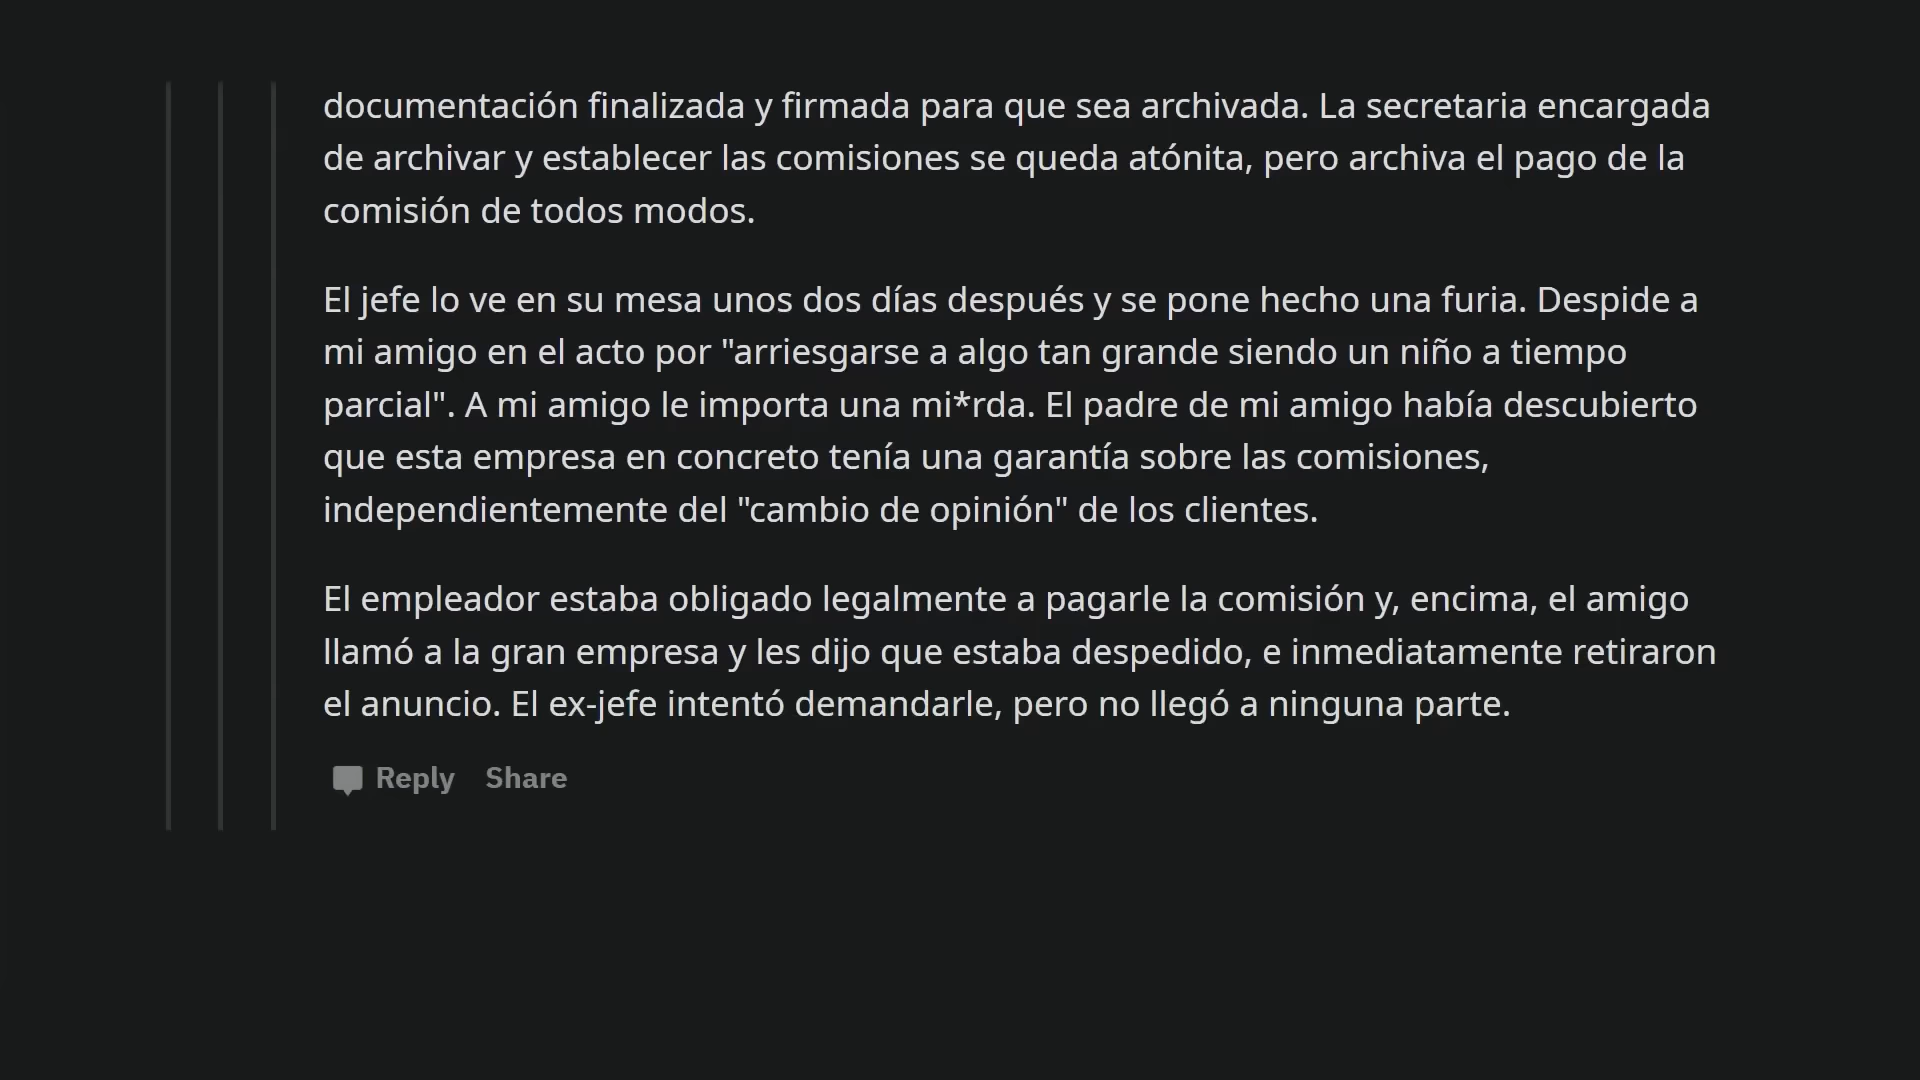 documentación finalizada y firmada para que sea archivada. La secretaria encargada
de archivar y establecer las comisiones se queda atónita, pero archiva el pago de la
comisión de todos modos.
El jefe lo ve en su mesa unos dos días después y se pone hecho una furia. Despide a
mi amigo en el acto por "arriesgarse a algo tan grande siendo un niño a tiempo
parcial". A mi amigo le importa una mi*rda. El padre de mi amigo había descubierto
que esta empresa en concreto tenía una garantía sobre las comisiones,
independientemente del "cambio de opinión" de los clientes.
El empleador estaba obligado legalmente a pagarle la comisión y, encima, el amigo
llamó a la gran empresa y les dijo que estaba despedido, e inmediatamente retiraron
el anuncio. El ex-jefe intentó demandarle, pero no llegó a ninguna parte.
Reply Share